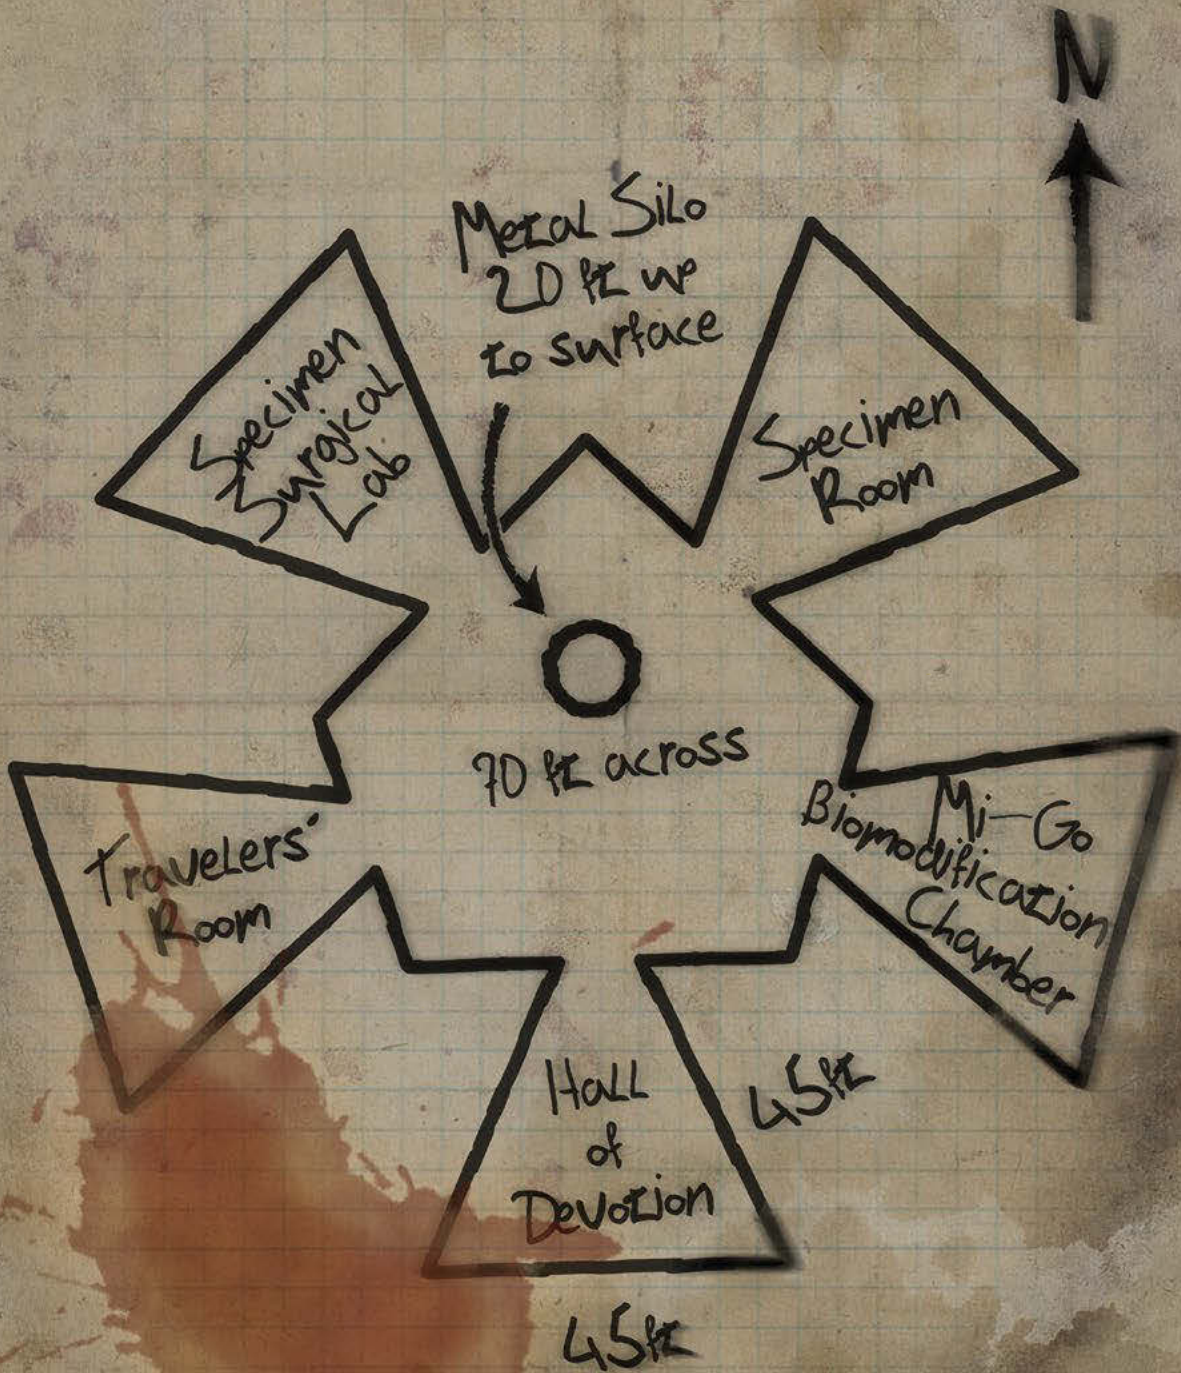 N
Metal Silo
20 ft up
to surface
Specimen
Surgical
Lab
Specimen
Room
70 ft across
Travelers'
Room
Mi-Go
Biomodification
Chamber
Hall
of
Devotion
45ft
45ft